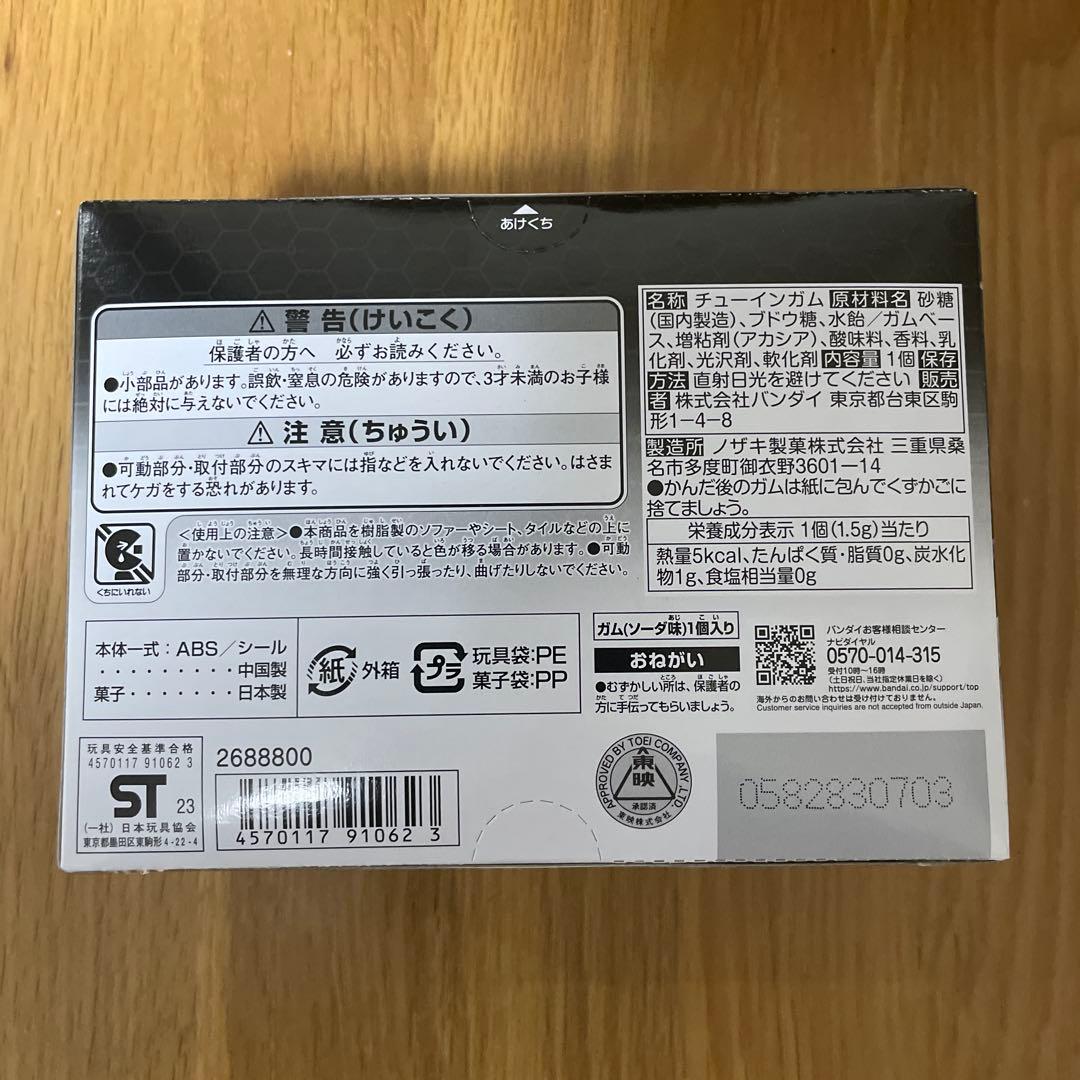 あけくち
⚠ 警告(けいこく)
保護者の方へ 必ずお読みください。
●小部品があります。誤飲・窒息の危険がありますので、3才未満のお子様
には絶対に与えないでください。
⚠ 注意(ちゅうい)
●可動部分・取付部分のスキマには指などを入れないでください。はさま
れてケガをする恐れがあります。
くちにいれない
<使用上の注意>●本商品を樹脂製のソファーやシート、タイルなどの上に
置かないでください。長時間接触していると色が移る場合があります。●可動
部分・取付部分を無理な方向に強く引っ張ったり、曲げたりしないでください。
名称 チューインガム 原材料名 砂糖
(国内製造)、ブドウ糖、水飴/ガムベー
ス、増粘剤(アカシア)、酸味料、香料、乳
化剤、光沢剤、軟化剤 内容量 1個 保存
方法 直射日光を避けてください 販売
者 株式会社バンダイ 東京都台東区駒
形1-4-8
製造所 ノザキ製菓株式会社 三重県桑
名市多度町御衣野3601-14
●かんだ後のガムは紙に包んでくずかごに
捨てましょう。
栄養成分表示 1個(1.5g)当たり
熱量5kcal、たんぱく質・脂質0g、炭水化
物1g、食塩相当量0g
本体一式:ABS/シール
・・・・・・・・・・中国製
菓子・・・・・・・日本製
紙 外箱
プラ 玩具袋:PE
菓子袋:PP
ガム(ソーダ味)1個入り
おねがい
●むずかしい所は、保護者の
方に手伝ってもらいましょう。
バンダイお客様相談センター
ナビダイヤル
0570-014-315
受付10時~16時
(土日祝日、当社指定休業日を除く)
https://www.bandai.co.jp/support/top
海外からのお問い合わせは受け付けておりません。
Customer service inquiries are not accepted from outside Japan.
玩具安全基準合格
4570117 91062 3
ST 23
(一社)日本玩具協会
東京都墨田区東駒形4-22-4
2688800
4570117 910623
APPROVED BY TOEI COMPANY, LTD.
東映
承認済
東映株式会社
0582830703